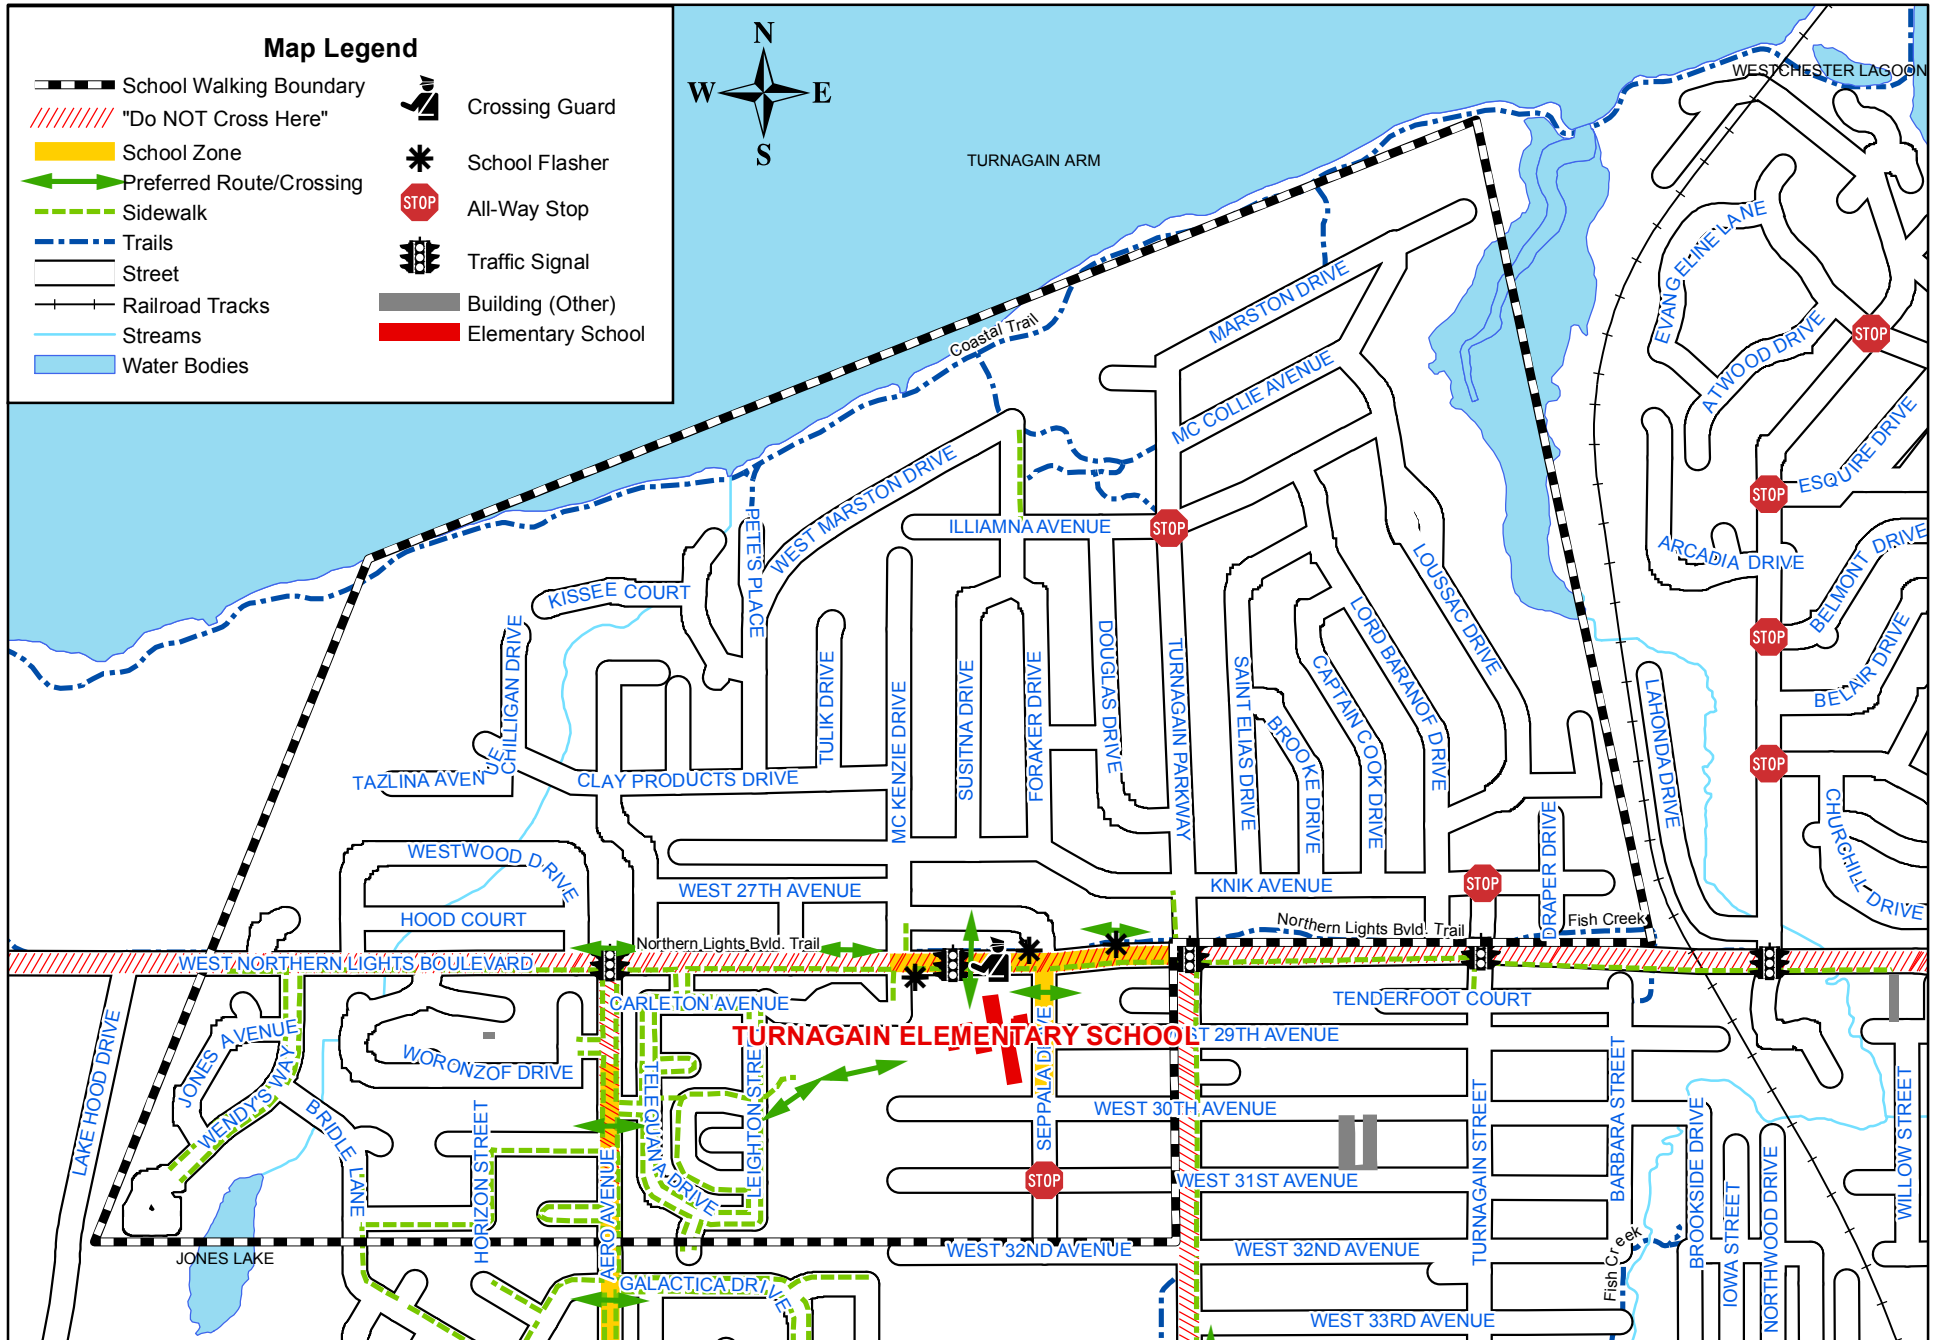 Map Legend
School Walking Boundary
"Do NOT Cross Here"
School Zone
Preferred Route/Crossing
Sidewalk
Trails
Street
Railroad Tracks
Streams
Water Bodies
Crossing Guard
School Flasher
STOP
All-Way Stop
Traffic Signal
Building (Other)
Elementary School
N
W
E
S
TURNAGAIN ARM
WESTCHESTER LAGOON
EVANGELINE LANE
ATWOOD DRIVE
STOP
ESQUIRE DRIVE
STOP
ARCADIA DRIVE
BELMONT DRIVE
STOP
BELAIR DRIVE
STOP
CHURCHILL DRIVE
LAHONDA DRIVE
Coastal Trail
MARSTON DRIVE
MC COLLIE AVENUE
WEST MARSTON DRIVE
ILLIAMNA AVENUE
STOP
PETE'S PLACE
KISSEE COURT
CHILLIGAN DRIVE
TAZLINA AVENUE
CLAY PRODUCTS DRIVE
TULIK DRIVE
MC KENZIE DRIVE
SUSITNA DRIVE
FORAKER DRIVE
DOUGLAS DRIVE
TURNAGAIN PARKWAY
SAINT ELIAS DRIVE
BROOKE DRIVE
CAPTAIN COOK DRIVE
LORD BARANOF DRIVE
LOUSSAC DRIVE
DRAPER DRIVE
WESTWOOD DRIVE
HOOD COURT
WEST 27TH AVENUE
KNIK AVENUE
STOP
Northern Lights Bvld. Trail
Northern Lights Bvld. Trail
Fish Creek
WEST NORTHERN LIGHTS BOULEVARD
CARLETON AVENUE
TENDERFOOT COURT
TURNAGAIN ELEMENTARY SCHOOL
T 29TH AVENUE
JONES AVENUE
WENDY'S WAY
LAKE HOOD DRIVE
WORONZOF DRIVE
BRIDLE LANE
HORIZON STREET
AERO AVENUE
TELEQUANA DRIVE
LEIGHTON STREE
SEPPALA D VE
WEST 30TH AVENUE
STOP
WEST 31ST AVENUE
TURNAGAIN STREET
BARBARA STREET
BROOKSIDE DRIVE
IOWA STREET
NORTHWOOD DRIVE
WILLOW STREET
JONES LAKE
WEST 32ND AVENUE
WEST 32ND AVENUE
Fish Creek
GALACTICA DRIVE
WEST 33RD AVENUE